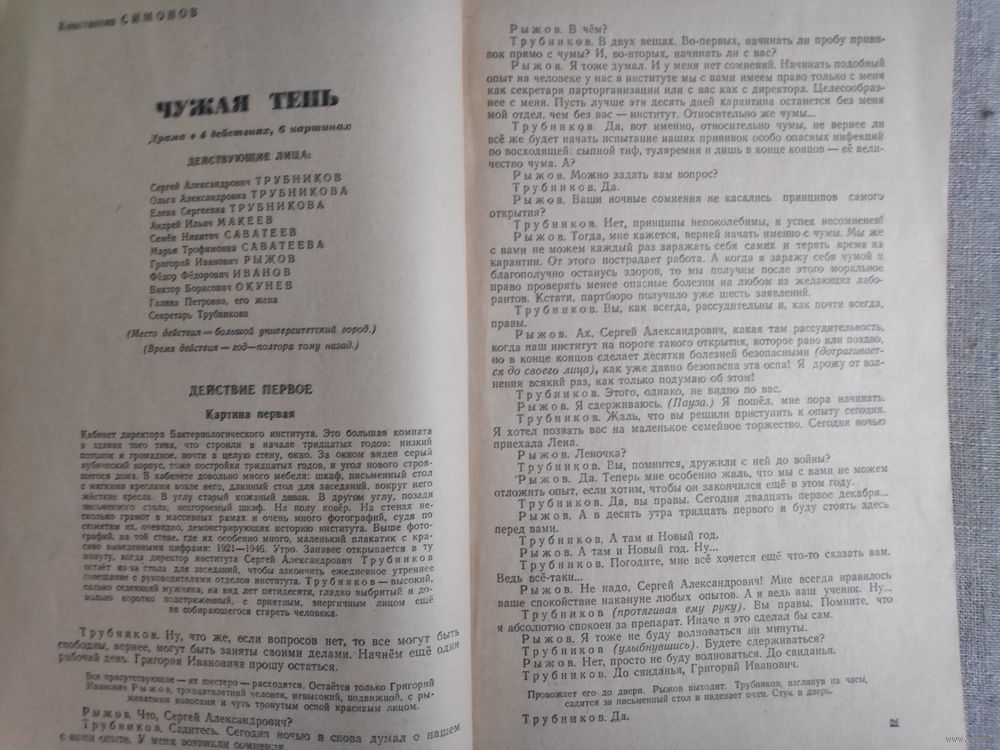 Константин СИМОНОВ
ЧУЖАЯ ТЕНЬ
Драма в 4 действиях, 6 картинах
ДЕЙСТВУЮЩИЕ ЛИЦА:
Сергей Александрович ТРУБНИКОВ
Ольга Александровна ТРУБНИКОВА
Елена Сергеевна ТРУБНИКОВА
Андрей Ильич МАКЕЕВ
Семён Никитич САВАТЕЕВ
Марья Трофимовна САВАТЕЕВА
Григорий Иванович РЫЖОВ
Фёдор Фёдорович ИВАНОВ
Виктор Борисович ОКУНЕВ
Галина Петровна, его жена
Секретарь Трубникова
(Место действия — большой университетский город.)
(Время действия — год—полтора тому назад.)
ДЕЙСТВИЕ ПЕРВОЕ
Картина первая
Кабинет директора Бактериологического института. Это большая комната
в здании того типа, что строили в начале тридцатых годов: низкий
потолок и громадное, почти в целую стену, окно. За окном виден серый
кубический корпус, тоже постройки тридцатых годов, и угол нового строя-
щегося дома. В кабинете довольно много мебели: шкаф, письменный стол
с мягкими креслами возле него, длинный стол для заседаний, вокруг него
жёсткие кресла. В углу старый кожаный диван. В другом углу, позади
письменного стола, несгораемый шкаф. На полу ковёр. На стенах не-
сколько грамот в массивных рамах и очень много фотографий, судя по
сюжетам их, очевидно, демонстрирующих историю института. Выше фото-
графий, на той стене, где их особенно много, маленький плакатик с кра-
сиво выведенными цифрами: 1921—1946. Утро. Занавес открывается в ту
минуту, когда директор института Сергей Александрович Трубников
встаёт из-за стола для заседаний, чтобы закончить ежедневное утреннее
совещание с руководителями отделов института. Трубников — высокий,
сильно седеющий мужчина, на вид лет пятидесяти, гладко выбритый и до-
вольно коротко подстриженный, с приятным, энергичным лицом ещё
не собирающегося стареть человека.
Трубников. Ну, что же, если вопросов нет, то все могут быть
свободны, вернее, могут быть заняты своими делами. Начнём ещё один
рабочий день. Григория Ивановича прошу остаться.
Все присутствующие — их шестеро — расходятся. Остаётся только Григорий
Иванович Рыжов, тридцатилетний человек, невысокий, подвижной, с ры-
жеватыми волосами и чуть тронутым оспой красивым лицом.
Рыжов. Что, Сергей Александрович?
Трубников. Садитесь. Сегодня ночью я снова думал о нашем
с вами опыте. У меня возникли сомнения.
Рыжов. В чём?
Трубников. В двух вещах. Во-первых, начинать ли пробу приви-
вок прямо с чумы? И, во-вторых, начинать ли с вас?
Рыжов. Я тоже думал. И у меня нет сомнений. Начинать подобный
опыт на человеке у нас в институте мы с вами имеем право только с меня
как секретаря парторганизации или с вас как с директора. Целесообраз-
нее с меня. Пусть лучше эти десять дней карантина останется без меня
мой отдел, чем без вас — институт. Относительно же чумы...
Трубников. Да, вот именно, относительно чумы, не вернее ли
всё же будет начать испытание наших прививок особо опасных инфекций
по восходящей: сыпной тиф, туляремия и лишь в конце концов — её вели-
чество чума. А?
Рыжов. Можно задать вам вопрос?
Трубников. Да.
Рыжов. Ваши ночные сомнения не касались принципов самого
открытия?
Трубников. Нет, принципы непоколебимы, и успех несомненен!
Рыжов. Тогда, мне кажется, верней начать именно с чумы. Мы же
с вами не можем каждый раз заражать себя самих и терять время на
карантин. От этого пострадает работа. А когда я заражу себя чумой и
благополучно останусь здоров, то мы получим после этого моральное
право проверять менее опасные болезни на любом из желающих лабо-
рантов. Кстати, партбюро получило уже шесть заявлений.
Трубников. Вы, как всегда, рассудительны и, как почти всегда,
правы.
Рыжов. Ах, Сергей Александрович, какая там рассудительность,
когда наш институт на пороге такого открытия, которое рано или поздно,
но в конце концов сделает десятки болезней безопасными (дотрагивает-
ся до своего лица), как уже давно безопасна эта оспа! Я дрожу от вол-
нения всякий раз, как только подумаю об этом!
Трубников. Этого, однако, не видно по вас.
Рыжов. Я сдерживаюсь. (Пауза.) Я пошёл, мне пора начинать.
Трубников. Жаль, что вы решили приступить к опыту сегодня.
Я хотел позвать вас на маленькое семейное торжество. Сегодня ночью
приехала Лена.
Рыжов. Леночка?
Трубников. Вы, помнится, дружили с ней до войны?
Рыжов. Да. Теперь мне особенно жаль, что мы с вами не можем
отложить опыт, если хотим, чтобы он закончился ещё в этом году.
Трубников. Да, вы правы. Сегодня двадцать первое декабря...
Рыжов. А в десять утра тридцать первого я буду стоять здесь
перед вами.
Трубников. А там и Новый год.
Рыжов. А там и Новый год. Ну...
Трубников. Погодите, мне всё хочется ещё что-то сказать вам.
Ведь всё-таки...
Рыжов. Не надо, Сергей Александрович! Мне всегда нравилось
ваше спокойствие накануне любых опытов. А я ведь ваш ученик. Ну...
Трубников (протягивая ему руку). Вы правы. Помните, что
я абсолютно спокоен за препарат. Иначе я это сделал бы сам.
Рыжов. Я тоже не буду волноваться ни минуты.
Трубников (улыбнувшись). Будете сдерживаться?
Рыжов. Нет, просто не буду волноваться. До свиданья.
Трубников. До свиданья, Григорий Иванович.
Провожает его до двери. Рыжов выходит. Трубников, взглянув на часы,
садится за письменный стол и надевает очки. Стук в дверь.
Трубников. Да.